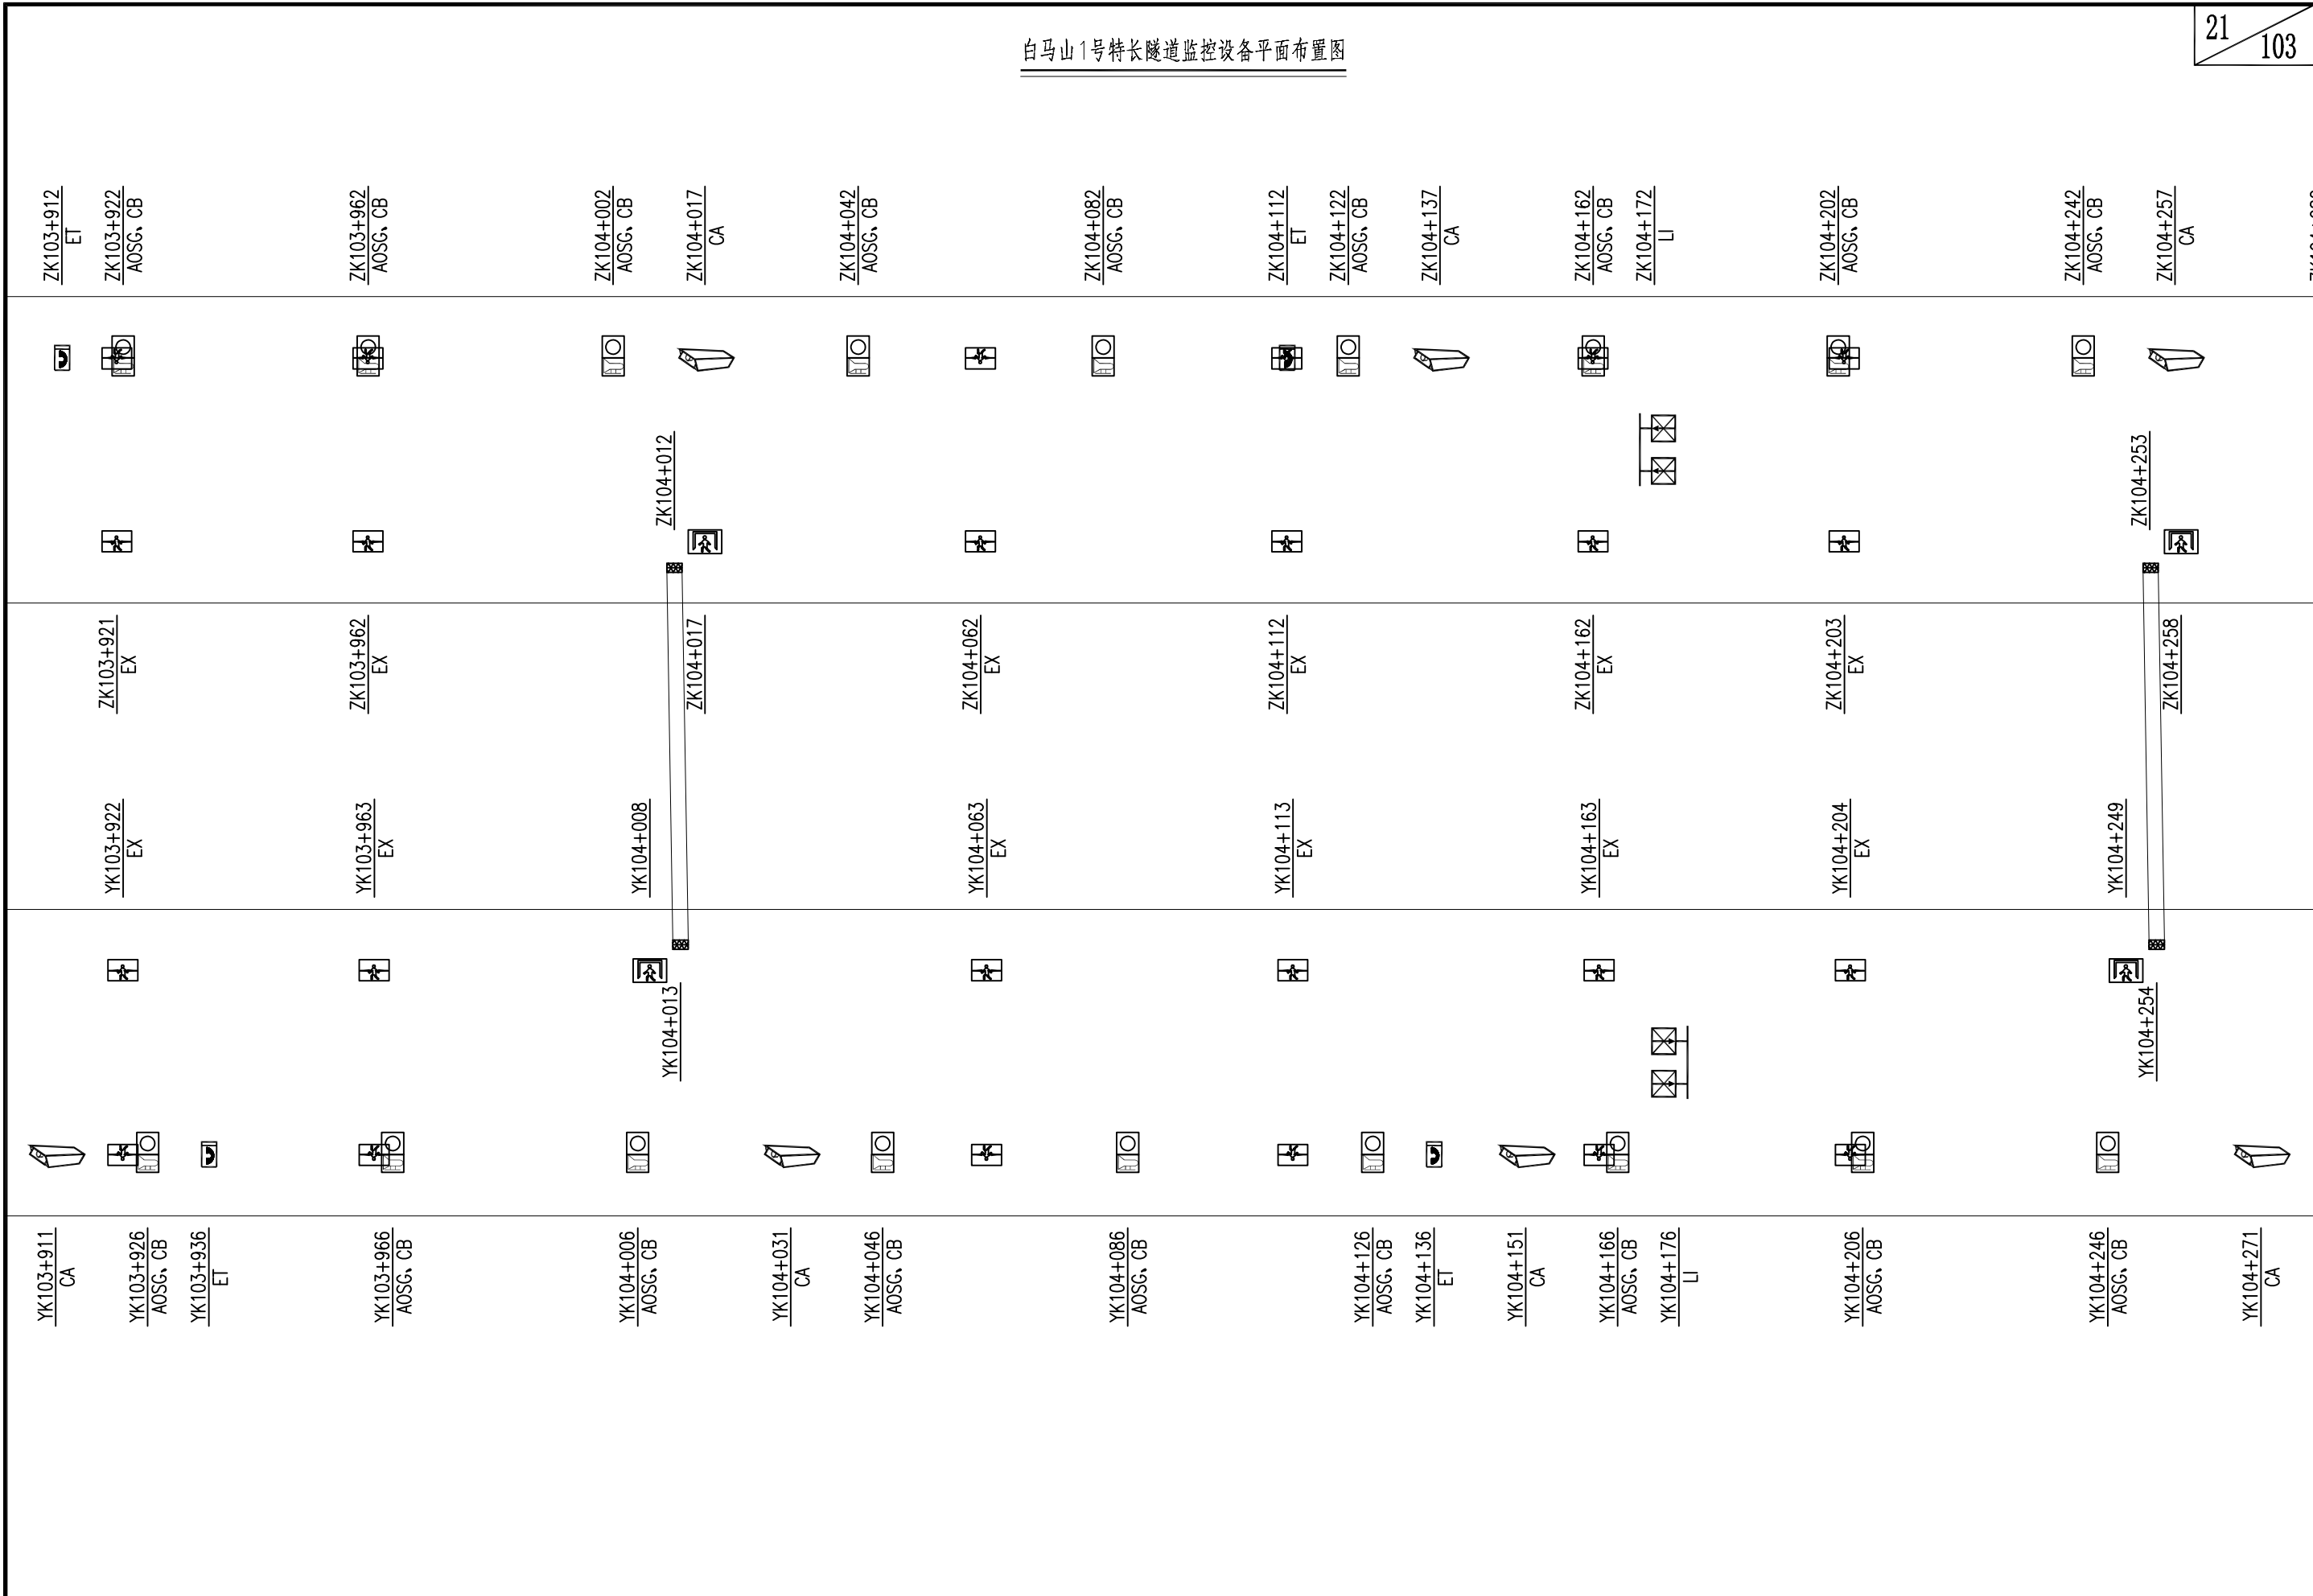 白马山1号特长隧道监控设备平面布置图
21
103
ZK103+912
ET
ZK103+922
AOSG、CB
ZK103+962
AOSG、CB
ZK104+002
AOSG、CB
ZK104+017
CA
ZK104+042
AOSG、CB
ZK104+082
AOSG、CB
ZK104+112
ET
ZK104+122
AOSG、CB
ZK104+137
CA
ZK104+162
AOSG、CB
ZK104+172
LI
ZK104+202
AOSG、CB
ZK104+242
AOSG、CB
ZK104+257
CA
ZK104+012
ZK104+253
ZK103+921
EX
ZK103+962
EX
ZK104+017
ZK104+062
EX
ZK104+112
EX
ZK104+162
EX
ZK104+203
EX
ZK104+258
YK103+922
EX
YK103+963
EX
YK104+008
YK104+063
EX
YK104+113
EX
YK104+163
EX
YK104+204
EX
YK104+249
YK104+013
YK104+254
YK103+911
CA
YK103+926
AOSG、CB
YK103+936
ET
YK103+966
AOSG、CB
YK104+006
AOSG、CB
YK104+031
CA
YK104+046
AOSG、CB
YK104+086
AOSG、CB
YK104+126
AOSG、CB
YK104+136
ET
YK104+151
CA
YK104+166
AOSG、CB
YK104+176
LI
YK104+206
AOSG、CB
YK104+246
AOSG、CB
YK104+271
CA